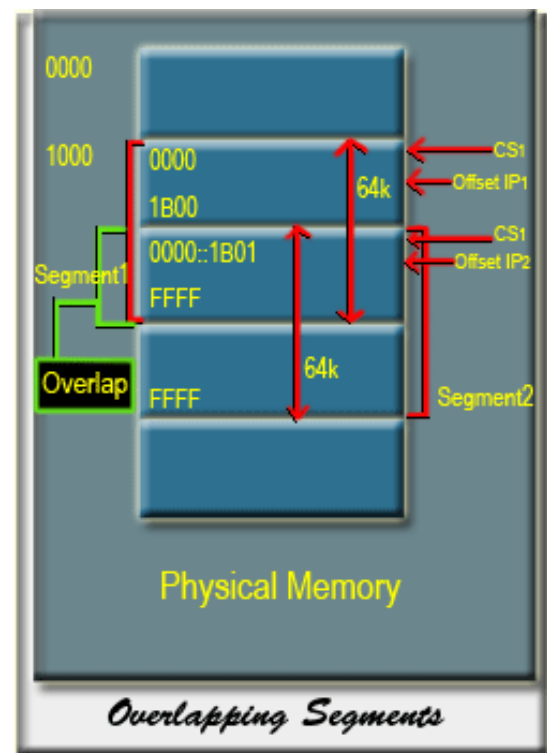 0000
1000
0000
CS1
64k
Offset IP1
1B00
CS1
0000::1B01
Offset IP2
Segment1
FFFF
64k
Overlap
FFFF
Segment2
Physical Memory
Overlapping Segments